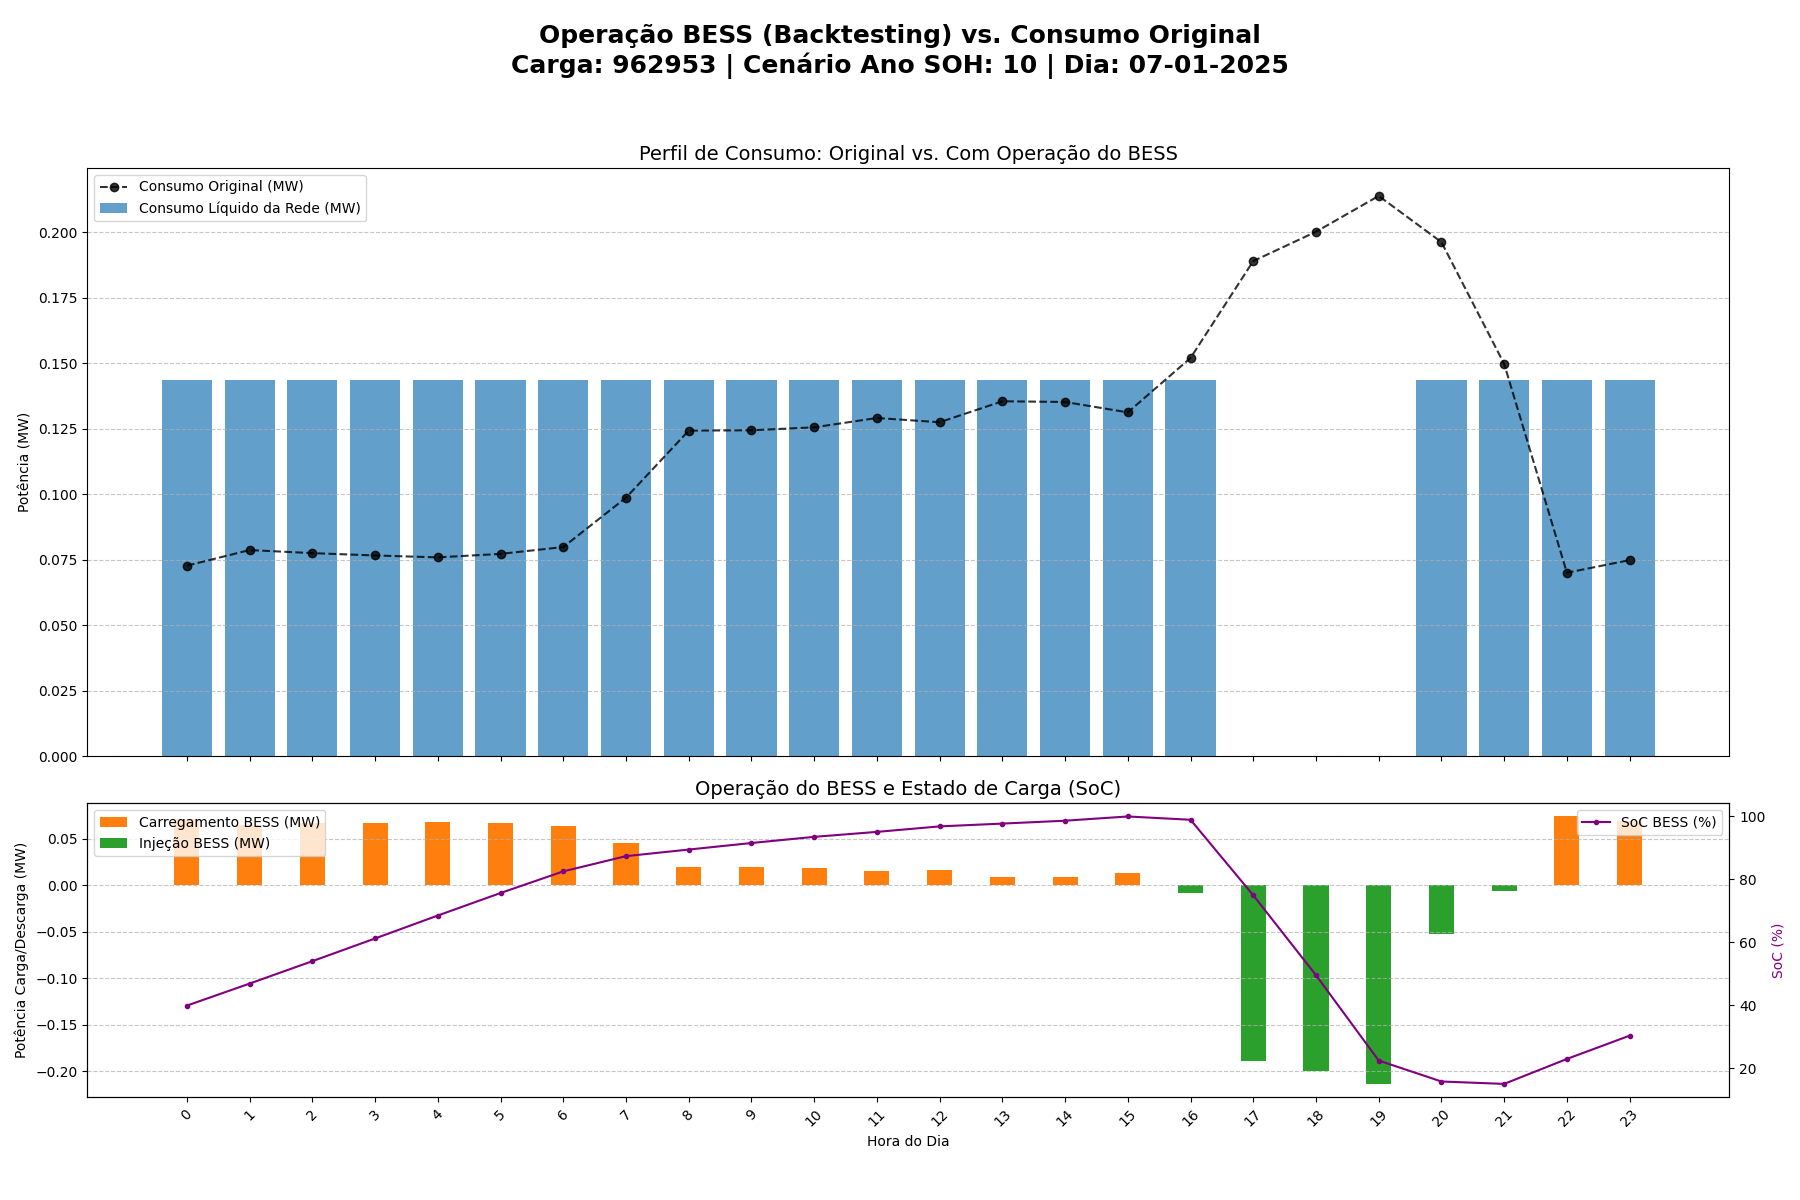 Operação BESS (Backtesting) vs. Consumo Original
Carga: 962953 | Cenário Ano SOH: 10 | Dia: 07-01-2025
Perfil de Consumo: Original vs. Com Operação do BESS
Consumo Original (MW)
Consumo Líquido da Rede (MW)
Potência (MW)
0.200
0.175
0.150
0.125
0.100
0.075
0.050
0.025
0.000
Operação do BESS e Estado de Carga (SoC)
Carregamento BESS (MW)
Injeção BESS (MW)
SoC BESS (%)
Potência Carga/Descarga (MW)
0.05
0.00
−0.05
−0.10
−0.15
−0.20
100
80
60
40
20
SoC (%)
0 1 2 3 4 5 6 7 8 9 10 11 12 13 14 15 16 17 18 19 20 21 22 23
Hora do Dia